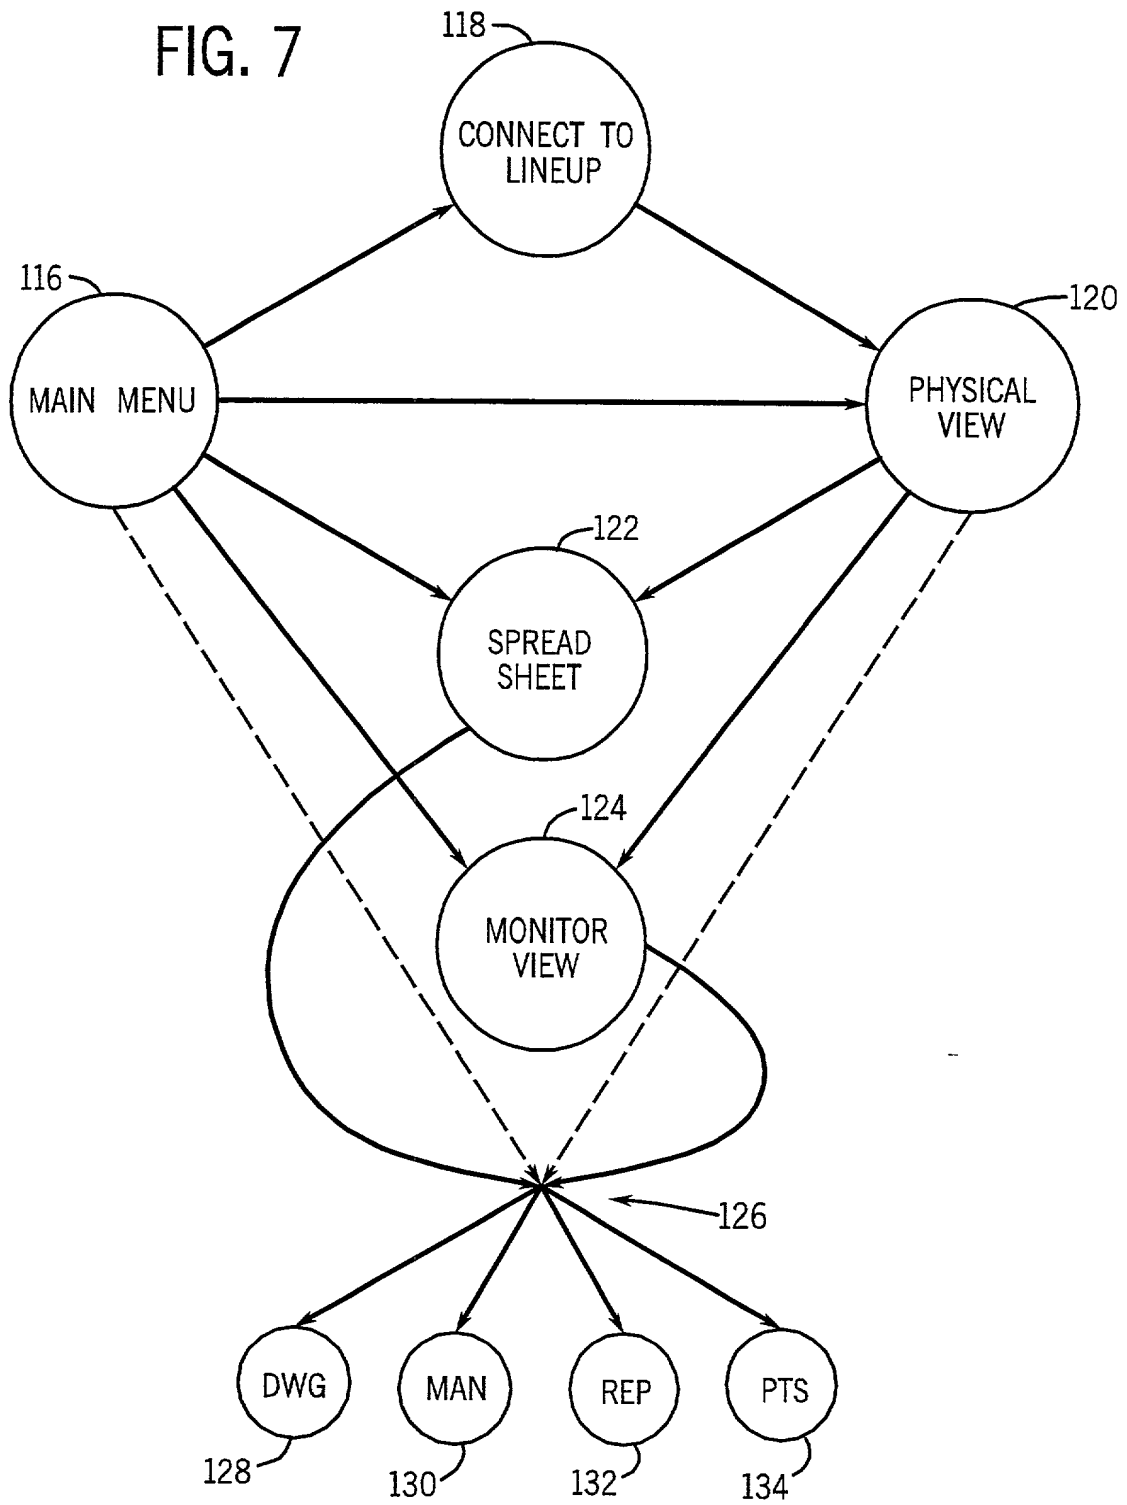 FIG. 7
118
CONNECT TO
LINEUP
116
MAIN MENU
120
PHYSICAL
VIEW
122
SPREAD
SHEET
124
MONITOR
VIEW
126
DWG
MAN
REP
PTS
128
130
132
134